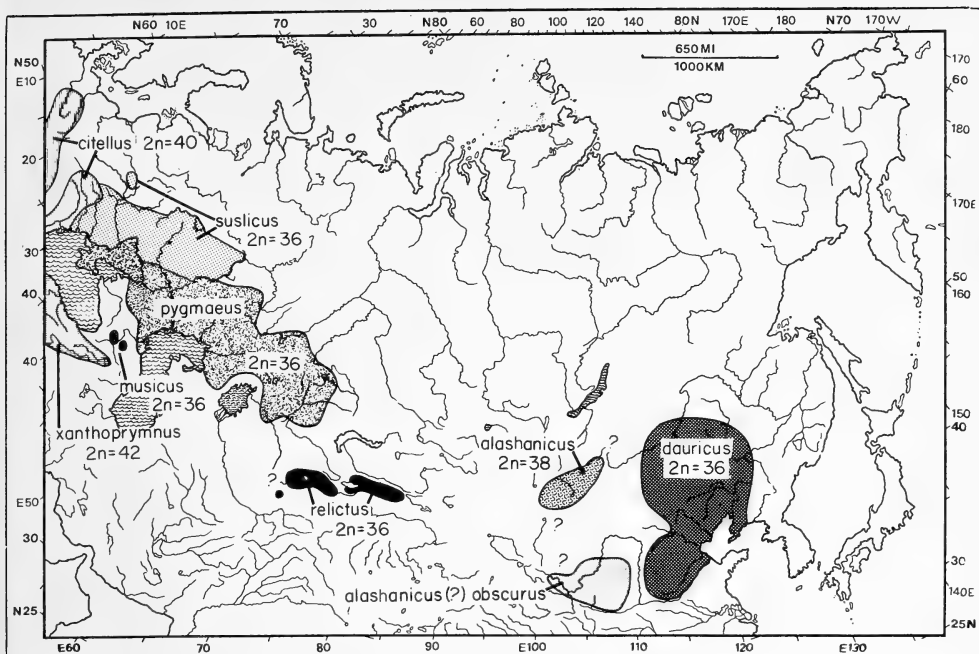 N60 10E 70 30 N80 60 80 100 120 140 80N 170E 180 N70 170W
N50
E10
650 MI
1000KM
170
60
citellus 2n=40
180
20
suslicus
2n=36
170E
30
50
160
40
pygmaeus
2n=36
40
musicus
2n=36
150
40
xanthoprymnus
2n=42
alashanicus
2n=38
?
dauricus
2n=36
?
E50
relictus
2n=36
30
?
?
30
140E
alashanicus(?) obscurus
N25
25N
E60 70 80 90 100 110 120 E130